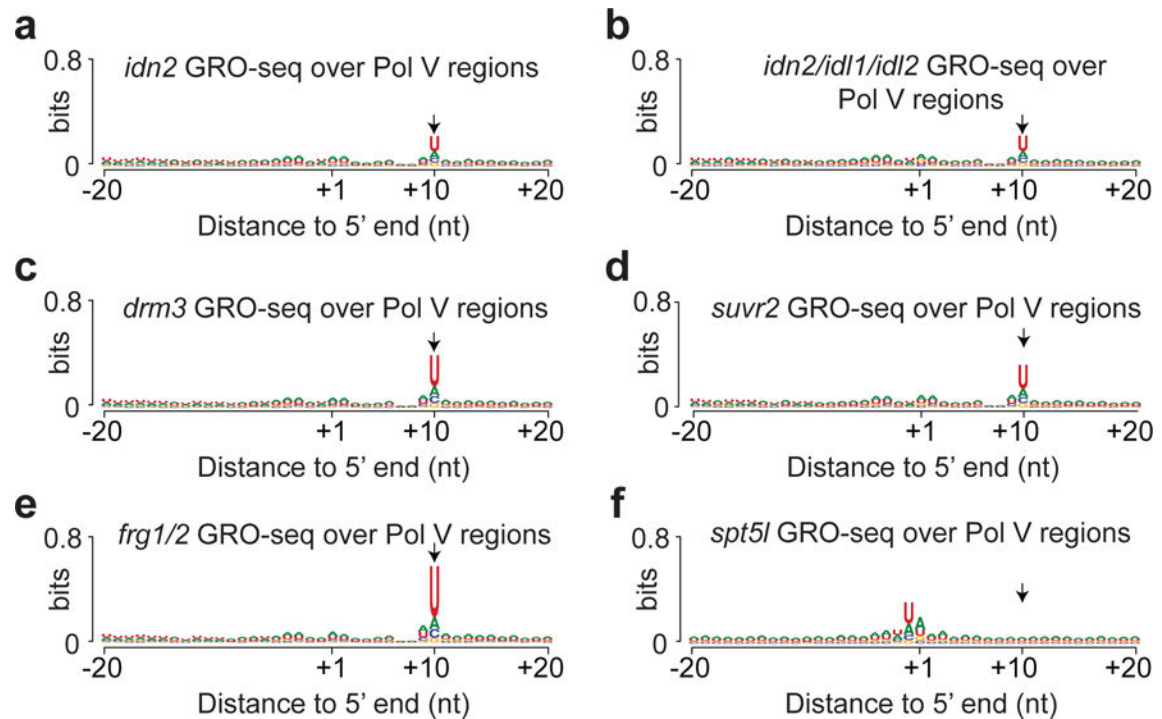 a
b
0.8
idn2 GRO-seq over Pol V regions
bits
U
A
C
0
-20
+1
+10
+20
Distance to 5’ end (nt)
0.8
idn2/idl1/idl2 GRO-seq over
Pol V regions
bits
U
A
C
0
-20
+1
+10
+20
Distance to 5’ end (nt)
c
d
0.8
drm3 GRO-seq over Pol V regions
bits
U
A
C
0
-20
+1
+10
+20
Distance to 5’ end (nt)
0.8
suvr2 GRO-seq over Pol V regions
bits
U
A
C
0
-20
+1
+10
+20
Distance to 5’ end (nt)
e
f
0.8
frg1/2 GRO-seq over Pol V regions
bits
U
A
C
0
-20
+1
+10
+20
Distance to 5’ end (nt)
0.8
spt5l GRO-seq over Pol V regions
bits
U
A
A
U
0
-20
+1
+10
+20
Distance to 5’ end (nt)